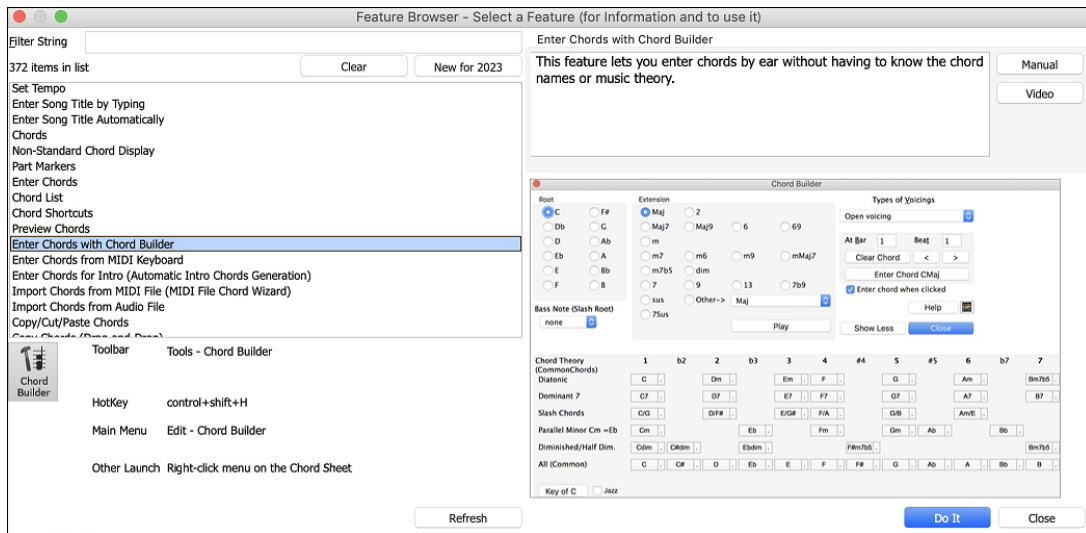 Feature Browser - Select a Feature (for Information and to use it)
Filter String
372 items in list
Clear
New for 2023
Set Tempo
Enter Song Title by Typing
Enter Song Title Automatically
Chords
Non-Standard Chord Display
Part Markers
Enter Chords
Chord List
Chord Shortcuts
Preview Chords
Enter Chords with Chord Builder
Enter Chords from MIDI Keyboard
Enter Chords for Intro (Automatic Intro Chords Generation)
Import Chords from MIDI File (MIDI File Chord Wizard)
Import Chords from Audio File
Copy/Cut/Paste Chords
Copy Chords (Drag and Drop)
Chord Builder
Toolbar Tools - Chord Builder
HotKey control+shift+H
Main Menu Edit - Chord Builder
Other Launch Right-click menu on the Chord Sheet
Refresh
Enter Chords with Chord Builder
This feature lets you enter chords by ear without having to know the chord
names or music theory.
Manual
Video
Chord Builder
Root Extension Types of Voicings
C F# Maj 2 Open voicing
Db G Maj7 Maj9 6 69
D Ab m At Bar 1 Beat 1
Eb A m7 m6 m9 mMaj7 Clear Chord < >
E Bb m7b5 dim Enter Chord CMaj
F B 7 9 13 7b9 Enter chord when clicked
sus Other-> Maj Help
Bass Note (Slash Root) 7Sus
none Play Show Less Close
Chord Theory 1 b2 2 b3 3 4 #4 5 #5 6 b7 7
(CommonChords)
Diatonic C Dm Em F G Am Bm7b5
Dominant 7 C7 D7 E7 F7 G7 A7 B7
Slash Chords C/G D/F# E/G# F/A G/B Am/E
Parallel Minor Cm =Eb Cm Eb Fm Gm Ab Bb
Diminished/Half Dim. Cdim C#dim Ebdim F#m7b5 Bm7b5
All (Common) C C# D Eb E F F# G Ab A Bb B
Key of C Jazz
Do It
Close